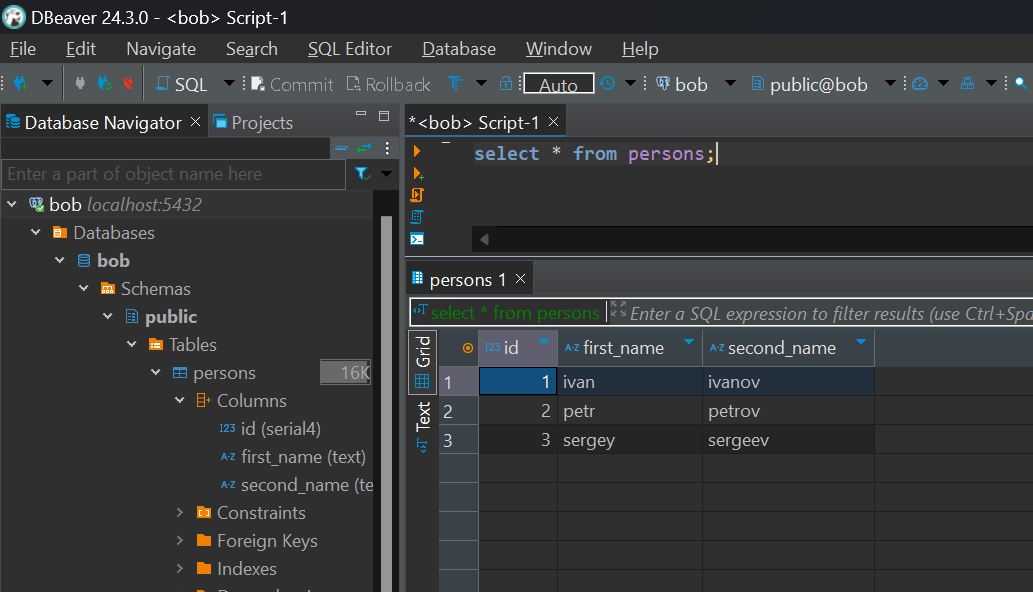 DBeaver 24.3.0 - <bob> Script-1
File Edit Navigate Search SQL Editor Database Window Help
SQL Commit Rollback Auto bob public@bob
Database Navigator Projects
Enter a part of object name here
bob localhost:5432
Databases
bob
Schemas
public
Tables
persons 16K
Columns
123 id (serial4)
A-Z first_name (text)
A-Z second_name (te
Constraints
Foreign Keys
Indexes
*<bob> Script-1
select * from persons;
persons 1
select * from persons Enter a SQL expression to filter results (use Ctrl+Spa
Grid
Text
123 id A-Z first_name A-Z second_name
1 1 ivan ivanov
2 2 petr petrov
3 3 sergey sergeev